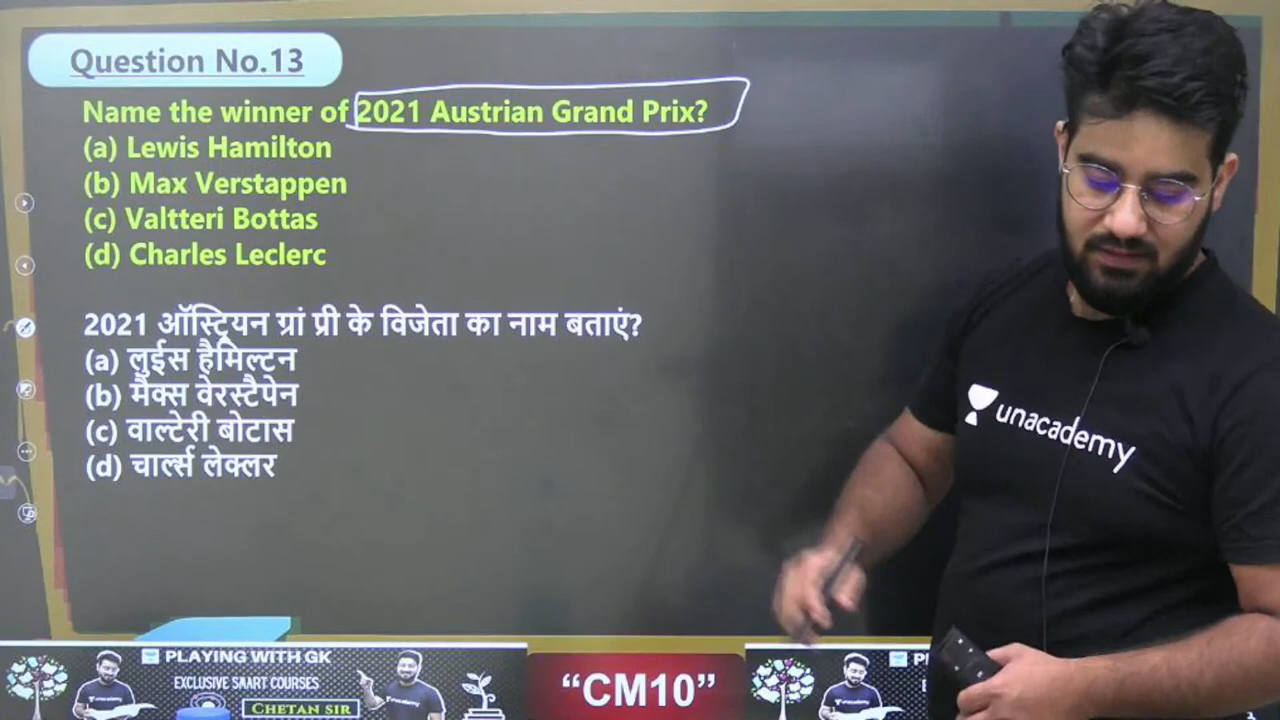 Question No.13
Name the winner of 2021 Austrian Grand Prix?
(a) Lewis Hamilton
(b) Max Verstappen
(c) Valtteri Bottas
(d) Charles Leclerc
2021 ऑस्ट्रियन ग्रां प्री के विजेता का नाम बताएं?
(a) लुईस हैमिल्टन
(b) मैक्स वेरस्टैपेन
(c) वाल्टेरी बोटास
(d) चार्ल्स लेक्लर
unacademy
PLAYING WITH GK
EXCLUSIVE SAART COURSES
CHETAN SIR
"CM10"